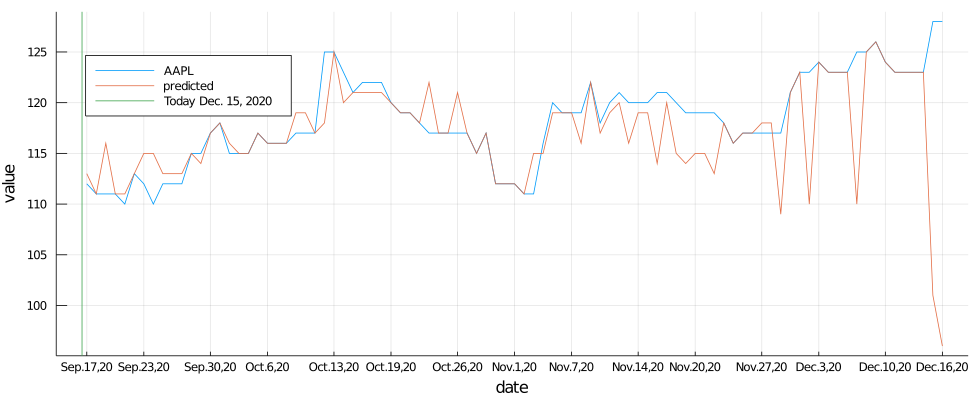 125
120
115
110
105
100
value
AAPL
predicted
Today Dec. 15, 2020
Sep.17,20 Sep.23,20 Sep.30,20 Oct.6,20 Oct.13,20 Oct.19,20 Oct.26,20 Nov.1,20 Nov.7,20 Nov.14,20 Nov.20,20 Nov.27,20 Dec.3,20 Dec.10,20 Dec.16,20
date